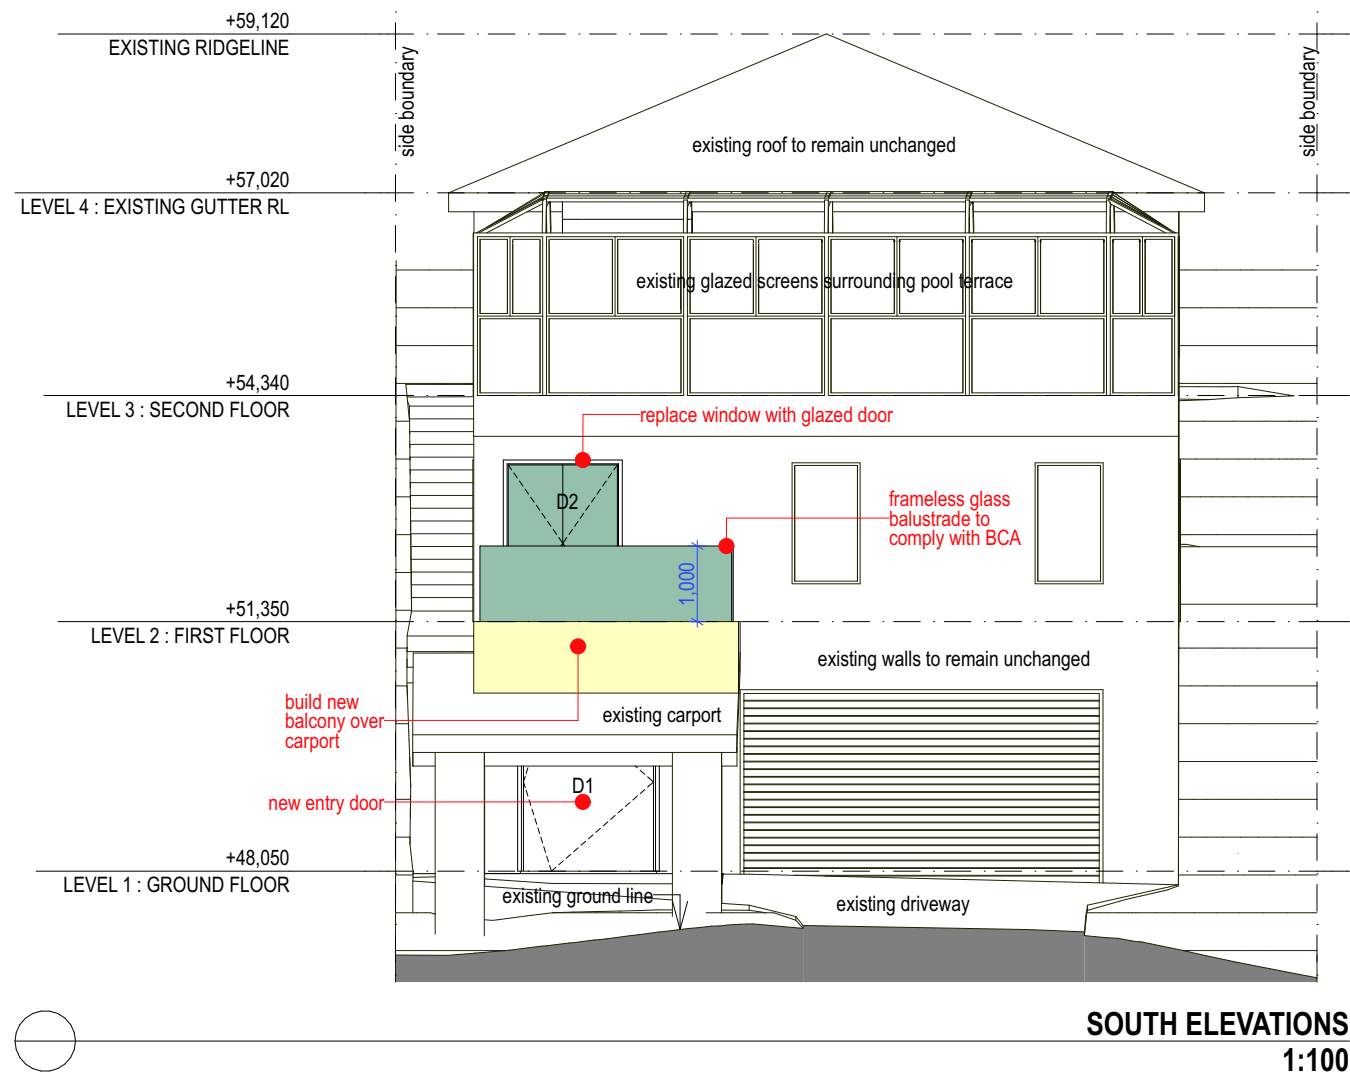 +59,120
EXISTING RIDGELINE
side boundary
side boundary
existing roof to remain unchanged
+57,020
LEVEL 4 : EXISTING GUTTER RL
existing glazed screens surrounding pool terrace
+54,340
LEVEL 3 : SECOND FLOOR
replace window with glazed door
D2
frameless glass
balustrade to
comply with BCA
1,000
+51,350
LEVEL 2 : FIRST FLOOR
existing walls to remain unchanged
build new
balcony over
carport
existing carport
D1
new entry door
+48,050
LEVEL 1 : GROUND FLOOR
existing ground line
existing driveway
SOUTH ELEVATIONS
1:100